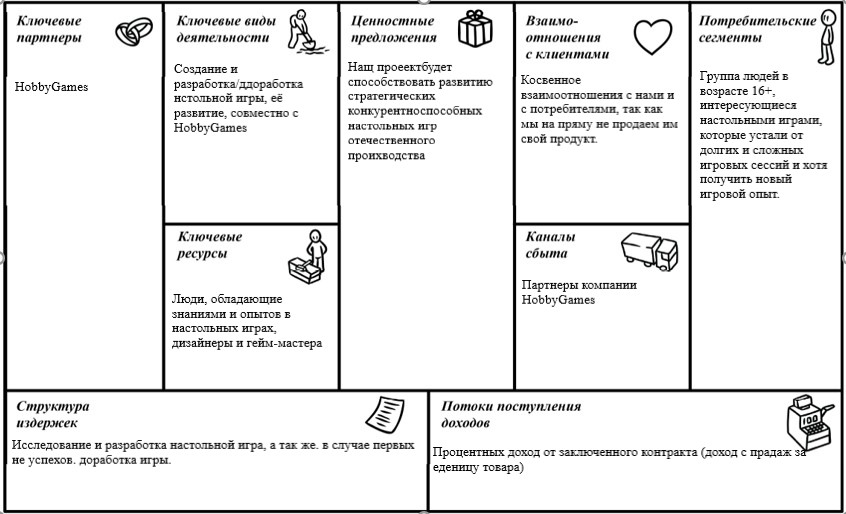 Ключевые
партнеры
HobbyGames
Ключевые виды
деятельности
Создание и
разработка/ддоработка
нстольной игры, её
развитие, совместно с
HobbyGames
Ключевые
ресурсы
Люди, обладающие
знаниями и опытов в
настольных играх,
дизайнеры и гейм-мастера
Ценностные
предложения
Нащ проеектбудет
способствовать развитию
стратегических
конкурентноспособных
настольных игр
отечественного
проихводства
Взаимо-
отношения
с клиентами
Косвенное
взаимоотношения с нами и
с потребителями, так как
мы на пряму не продаем им
свой продукт.
Каналы
сбыта
Партнеры компании
HobbyGames
Потребительские
сегменты
Группа людей в
возрасте 16+,
интересующиеся
настольными играми,
которые устали от
долгих и сложных
игровых сессий и хотя
получить новый
игровой опыт.
Структура
издержек
Исследование и разработка настольной игра, а так же. в случае первых
не успехов. доработка игры.
Потоки поступления
доходов
100
Процентных доход от заключенного контракта (доход с прадаж за
еденицу товара)